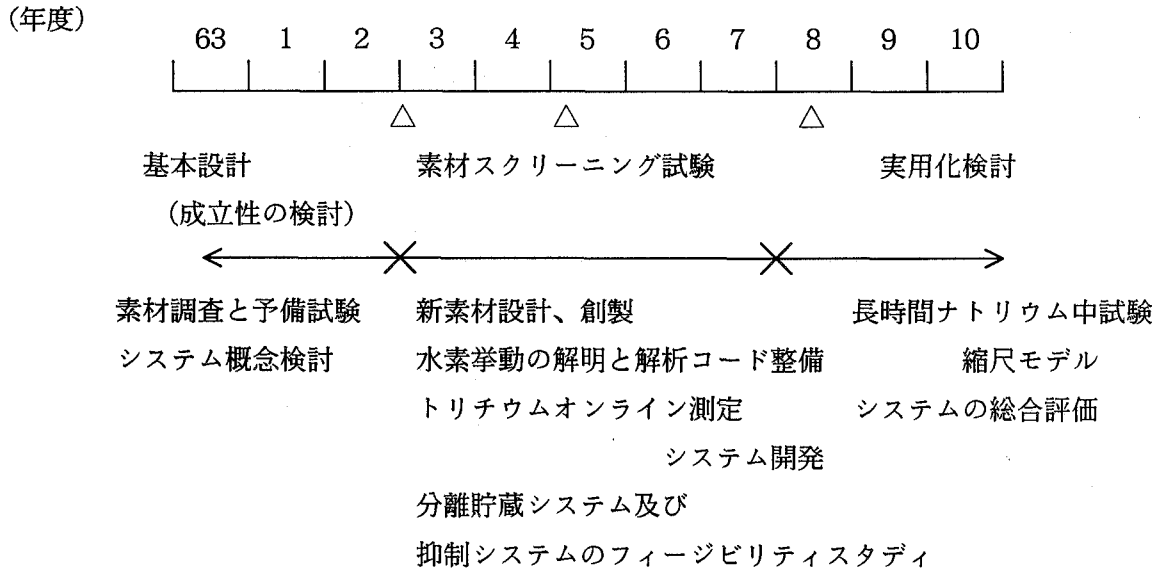 (年度)
63 1 2 3 4 5 6 7 8 9 10
△ △ △
基本設計 素材スクリーニング試験 実用化検討
(成立性の検討)
素材調査と予備試験 新素材設計、創製 長時間ナトリウム中試験
システム概念検討 水素挙動の解明と解析コード整備 縮尺モデル
トリチウムオンライン測定 システムの総合評価
システム開発
分離貯蔵システム及び
抑制システムのフィージビリティスタディ